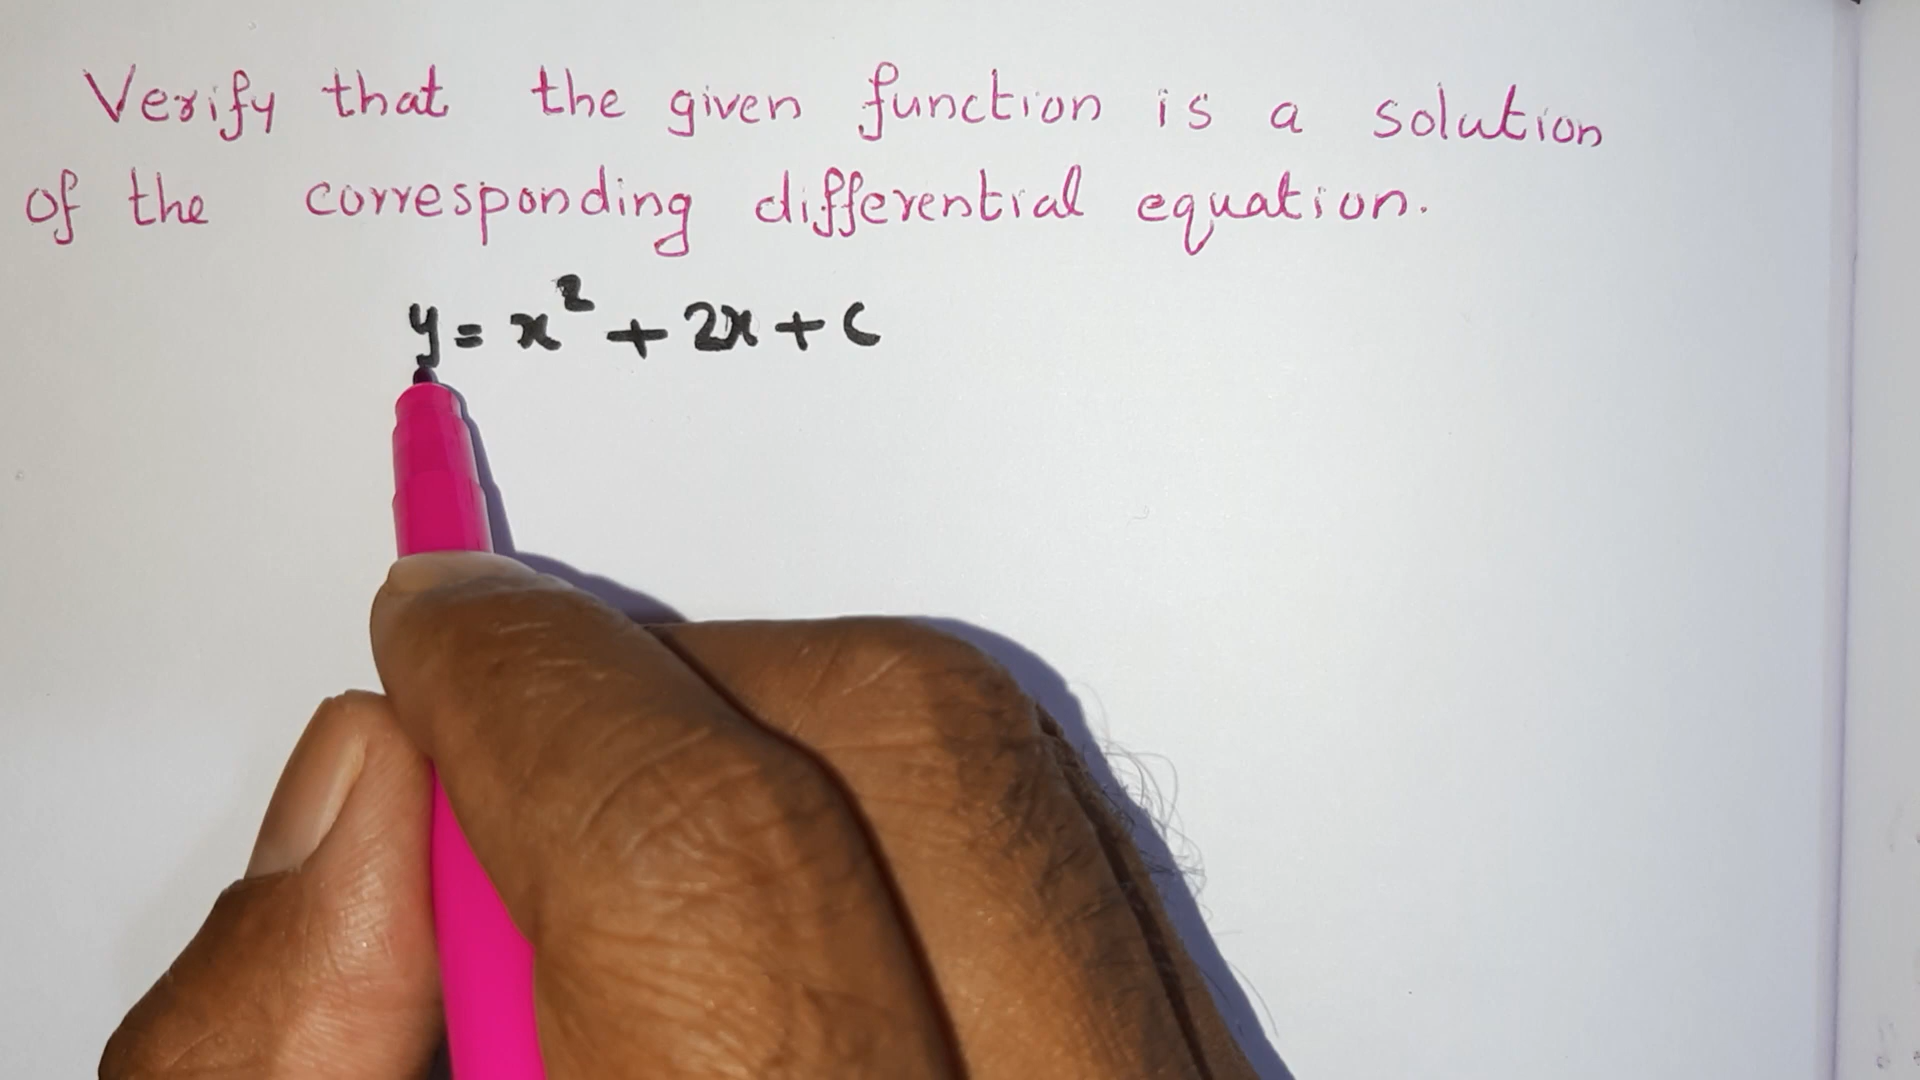 Verify that the given function is a solution
of the corresponding differential equation.
y = x² + 2x + C